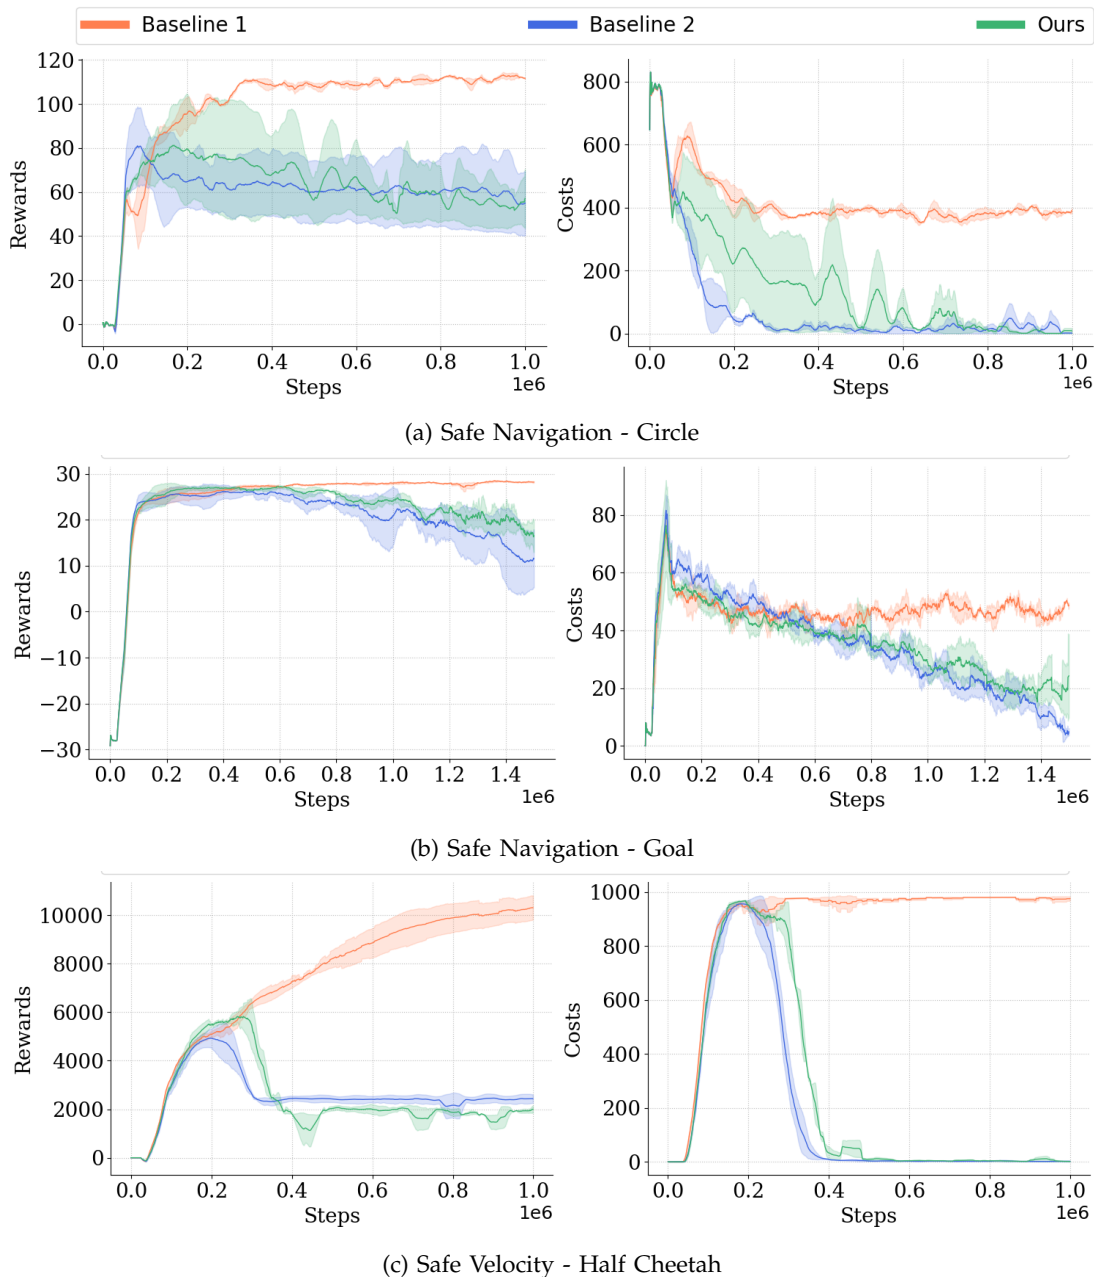 Baseline 1 Baseline 2 Ours
120
100
80
60
40
20
0
Rewards
0.0 0.2 0.4 0.6 0.8 1.0
1e6
Steps
800
600
400
200
0
Costs
0.0 0.2 0.4 0.6 0.8 1.0
1e6
Steps
(a) Safe Navigation - Circle
30
20
10
0
−10
−20
−30
Rewards
0.0 0.2 0.4 0.6 0.8 1.0 1.2 1.4
1e6
Steps
80
60
40
20
0
Costs
0.0 0.2 0.4 0.6 0.8 1.0 1.2 1.4
1e6
Steps
(b) Safe Navigation - Goal
10000
8000
6000
4000
2000
0
Rewards
0.0 0.2 0.4 0.6 0.8 1.0
1e6
Steps
1000
800
600
400
200
0
Costs
0.0 0.2 0.4 0.6 0.8 1.0
1e6
Steps
(c) Safe Velocity - Half Cheetah